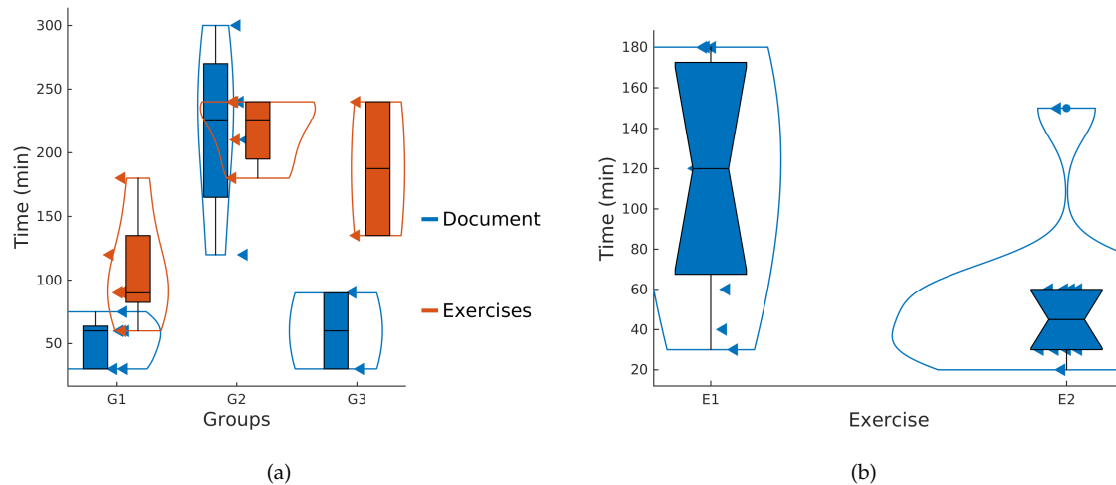 300
250
200
150
100
50
Time (min)
G1
G2
G3
Groups
Document
Exercises
(a)
180
160
140
120
100
80
60
40
20
Time (min)
E1
E2
Exercise
(b)